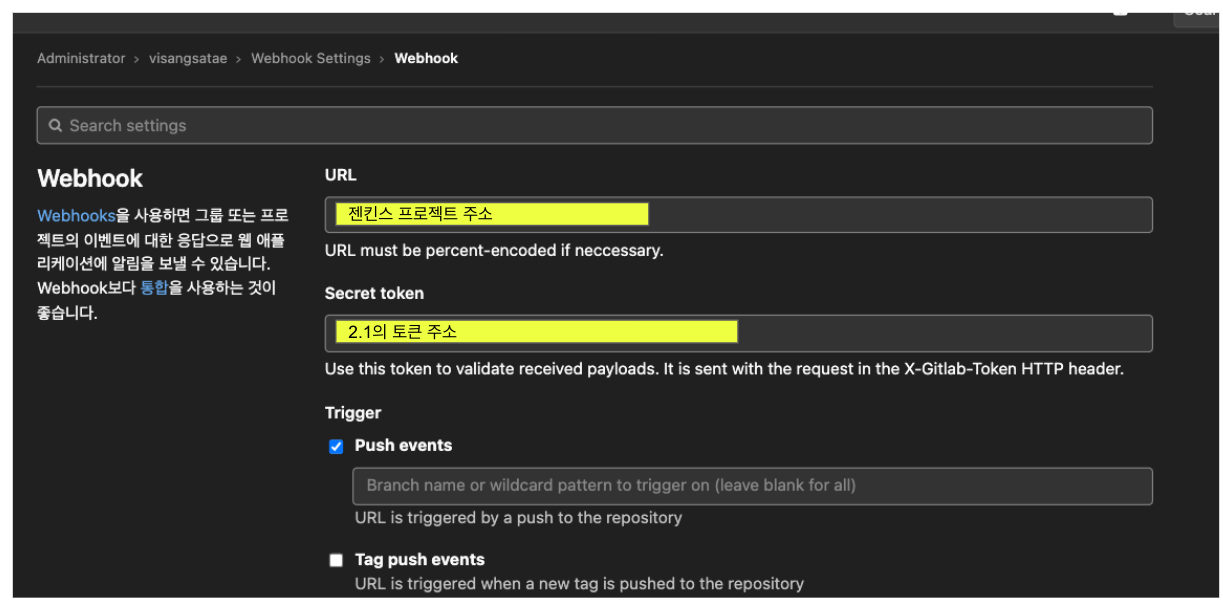 Administrator > visangsatae > Webhook Settings > Webhook
Search settings
Webhook
Webhooks을 사용하면 그룹 또는 프로
젝트의 이벤트에 대한 응답으로 웹 애플
리케이션에 알림을 보낼 수 있습니다.
Webhook보다 통합을 사용하는 것이
좋습니다.
URL
젠킨스 프로젝트 주소
URL must be percent-encoded if neccessary.
Secret token
2.1의 토큰 주소
Use this token to validate received payloads. It is sent with the request in the X-Gitlab-Token HTTP header.
Trigger
Push events
Branch name or wildcard pattern to trigger on (leave blank for all)
URL is triggered by a push to the repository
Tag push events
URL is triggered when a new tag is pushed to the repository